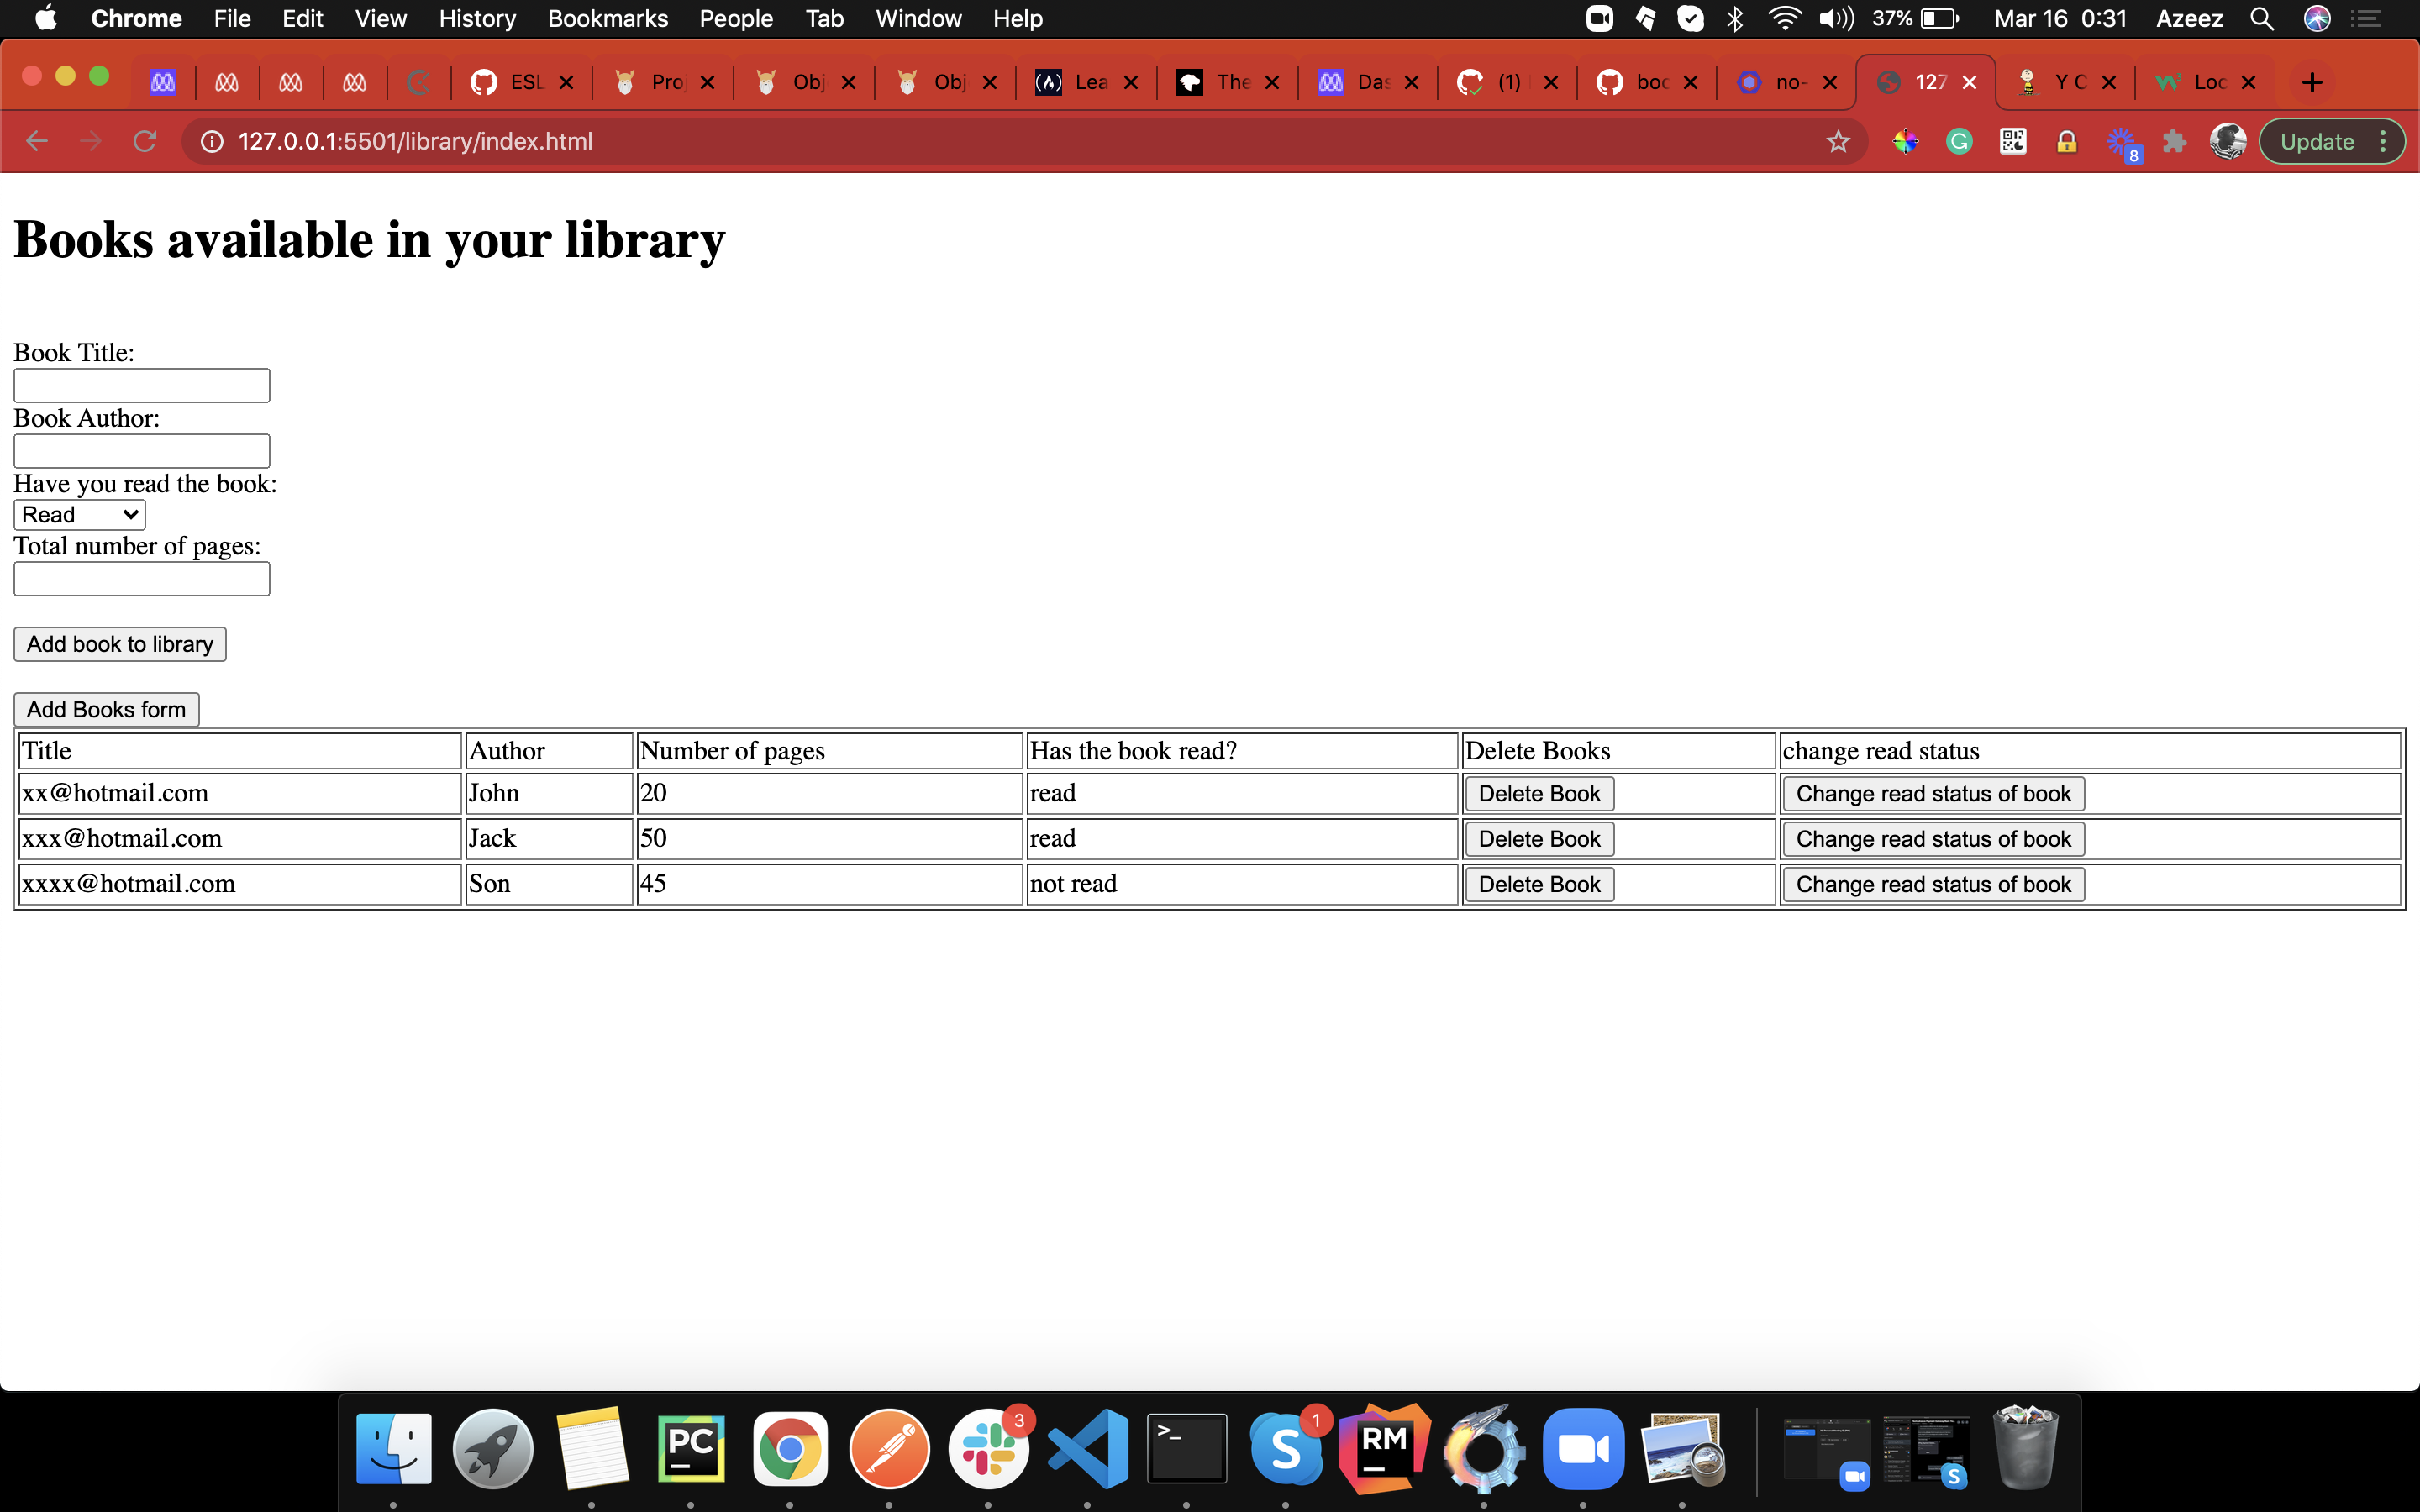 Chrome File Edit View History Bookmarks People Tab Window Help 37% Mar 16 0:31 Azeez
ESL Pro Obj Obj Lea The Das (1) boo no- 127 Y C Loc
127.0.0.1:5501/library/index.html 8 Update
Books available in your library
Book Title:
Book Author:
Have you read the book:
Read
Total number of pages:
Add book to library
Add Books form
Title Author Number of pages Has the book read? Delete Books change read status
xx@hotmail.com John 20 read Delete Book Change read status of book
xxx@hotmail.com Jack 50 read Delete Book Change read status of book
xxxx@hotmail.com Son 45 not read Delete Book Change read status of book
PC >_ 3 S 1 RM